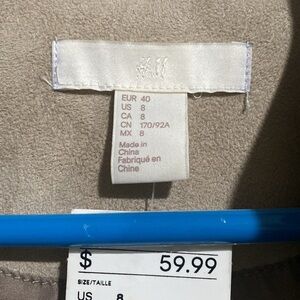 H&M
EUR 40
US 8
CA 8
CN 170/92A
MX 8
Made in
China
Fabriqué en
Chine
$ 59.99
SIZE/TAILLE
US 8